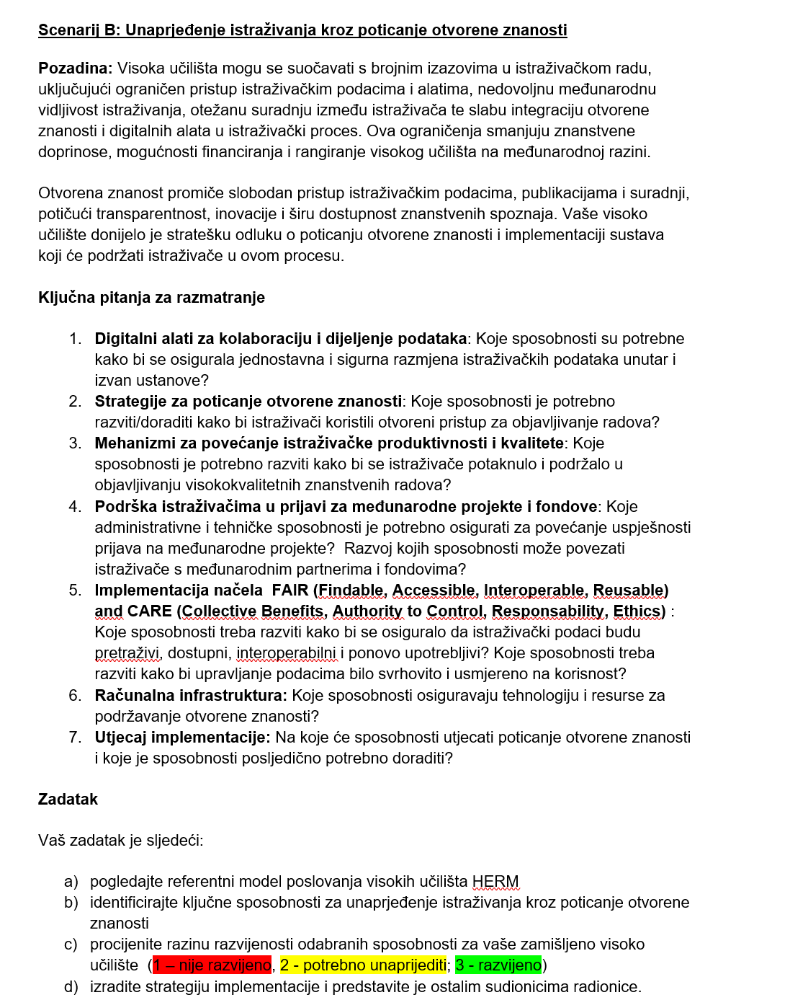 Scenarij B: Unaprjeđenje istraživanja kroz poticanje otvorene znanosti
Pozadina: Visoka učilišta mogu se suočavati s brojnim izazovima u istraživačkom radu,
uključujući ograničen pristup istraživačkim podacima i alatima, nedovoljnu međunarodnu
vidljivost istraživanja, otežanu suradnju između istraživača te slabu integraciju otvorene
znanosti i digitalnih alata u istraživački proces. Ova ograničenja smanjuju znanstvene
doprinose, mogućnosti financiranja i rangiranje visokog učilišta na međunarodnoj razini.
Otvorena znanost promiče slobodan pristup istraživačkim podacima, publikacijama i suradnji,
potičući transparentnost, inovacije i širu dostupnost znanstvenih spoznaja. Vaše visoko
učilište donijelo je stratešku odluku o poticanju otvorene znanosti i implementaciji sustava
koji će podržati istraživače u ovom procesu.
Ključna pitanja za razmatranje
1. Digitalni alati za kolaboraciju i dijeljenje podataka: Koje sposobnosti su potrebne
kako bi se osigurala jednostavna i sigurna razmjena istraživačkih podataka unutar i
izvan ustanove?
2. Strategije za poticanje otvorene znanosti: Koje sposobnosti je potrebno
razviti/doraditi kako bi istraživači koristili otvoreni pristup za objavljivanje radova?
3. Mehanizmi za povećanje istraživačke produktivnosti i kvalitete: Koje
sposobnosti je potrebno razviti kako bi se istraživače potaknulo i podržalo u
objavljivanju visokokvalitetnih znanstvenih radova?
4. Podrška istraživačima u prijavi za međunarodne projekte i fondove: Koje
administrativne i tehničke sposobnosti je potrebno osigurati za povećanje uspješnosti
prijava na međunarodne projekte?  Razvoj kojih sposobnosti može povezati
istraživače s međunarodnim partnerima i fondovima?
5. Implementacija načela  FAIR (Findable, Accessible, Interoperable, Reusable)
and CARE (Collective Benefits, Authority to Control, Responsability, Ethics) :
Koje sposobnosti treba razviti kako bi se osiguralo da istraživački podaci budu
pretraživi, dostupni, interoperabilni i ponovo upotrebljivi? Koje sposobnosti treba
razviti kako bi upravljanje podacima bilo svrhovito i usmjereno na korisnost?
6. Računalna infrastruktura: Koje sposobnosti osiguravaju tehnologiju i resurse za
podržavanje otvorene znanosti?
7. Utjecaj implementacije: Na koje će sposobnosti utjecati poticanje otvorene znanosti
i koje je sposobnosti posljedično potrebno doraditi?
Zadatak
Vaš zadatak je sljedeći:
a) pogledajte referentni model poslovanja visokih učilišta HERM
b) identificirajte ključne sposobnosti za unaprjeđenje istraživanja kroz poticanje otvorene
znanosti
c) procijenite razinu razvijenosti odabranih sposobnosti za vaše zamišljeno visoko
učilište  (1 – nije razvijeno, 2 - potrebno unaprijediti; 3 - razvijeno)
d) izradite strategiju implementacije i predstavite je ostalim sudionicima radionice.